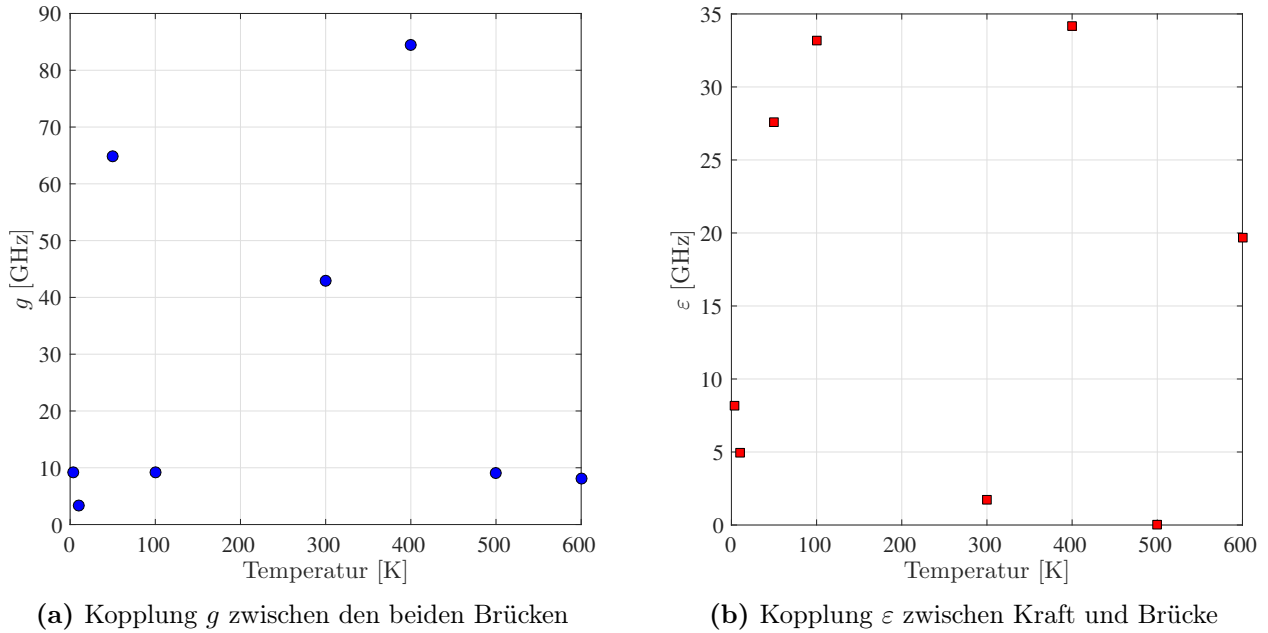 90
80
70
60
50
40
30
20
10
0
g [GHz]
0 100 200 300 400 500 600
Temperatur [K]
(a) Kopplung g zwischen den beiden Brücken
35
30
25
20
15
10
5
0
ε [GHz]
0 100 200 300 400 500 600
Temperatur [K]
(b) Kopplung ε zwischen Kraft und Brücke